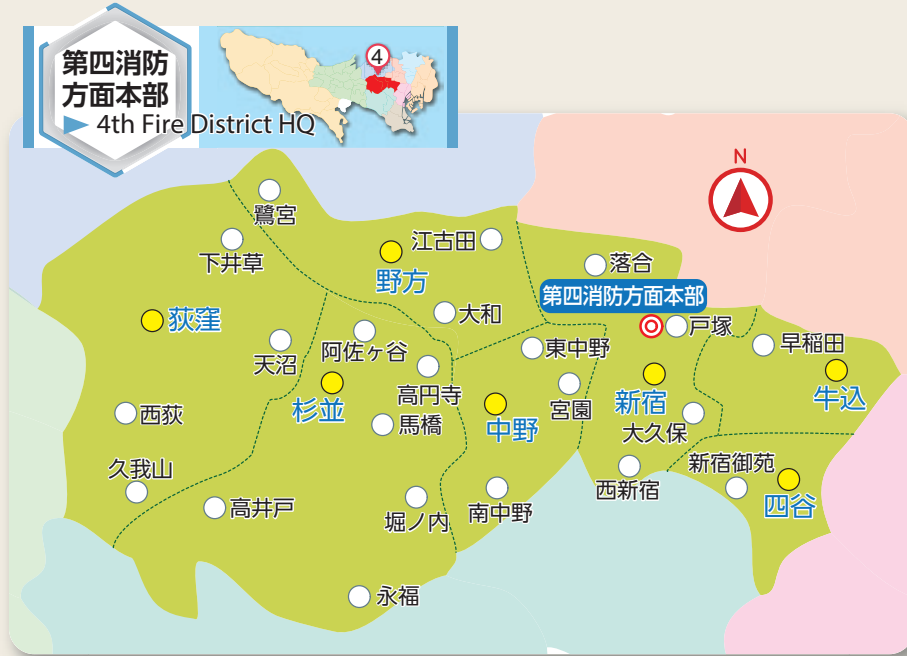 第四消防
方面本部
4th Fire District HQ
4
N
鷺宮
下井草
江古田
野方
落合
第四消防方面本部
荻窪
大和
戸塚
天沼
阿佐ヶ谷
東中野
早稲田
高円寺
杉並
宮園
新宿
牛込
西荻
馬橋
中野
大久保
久我山
新宿御苑
西新宿
四谷
高井戸
堀ノ内
南中野
永福